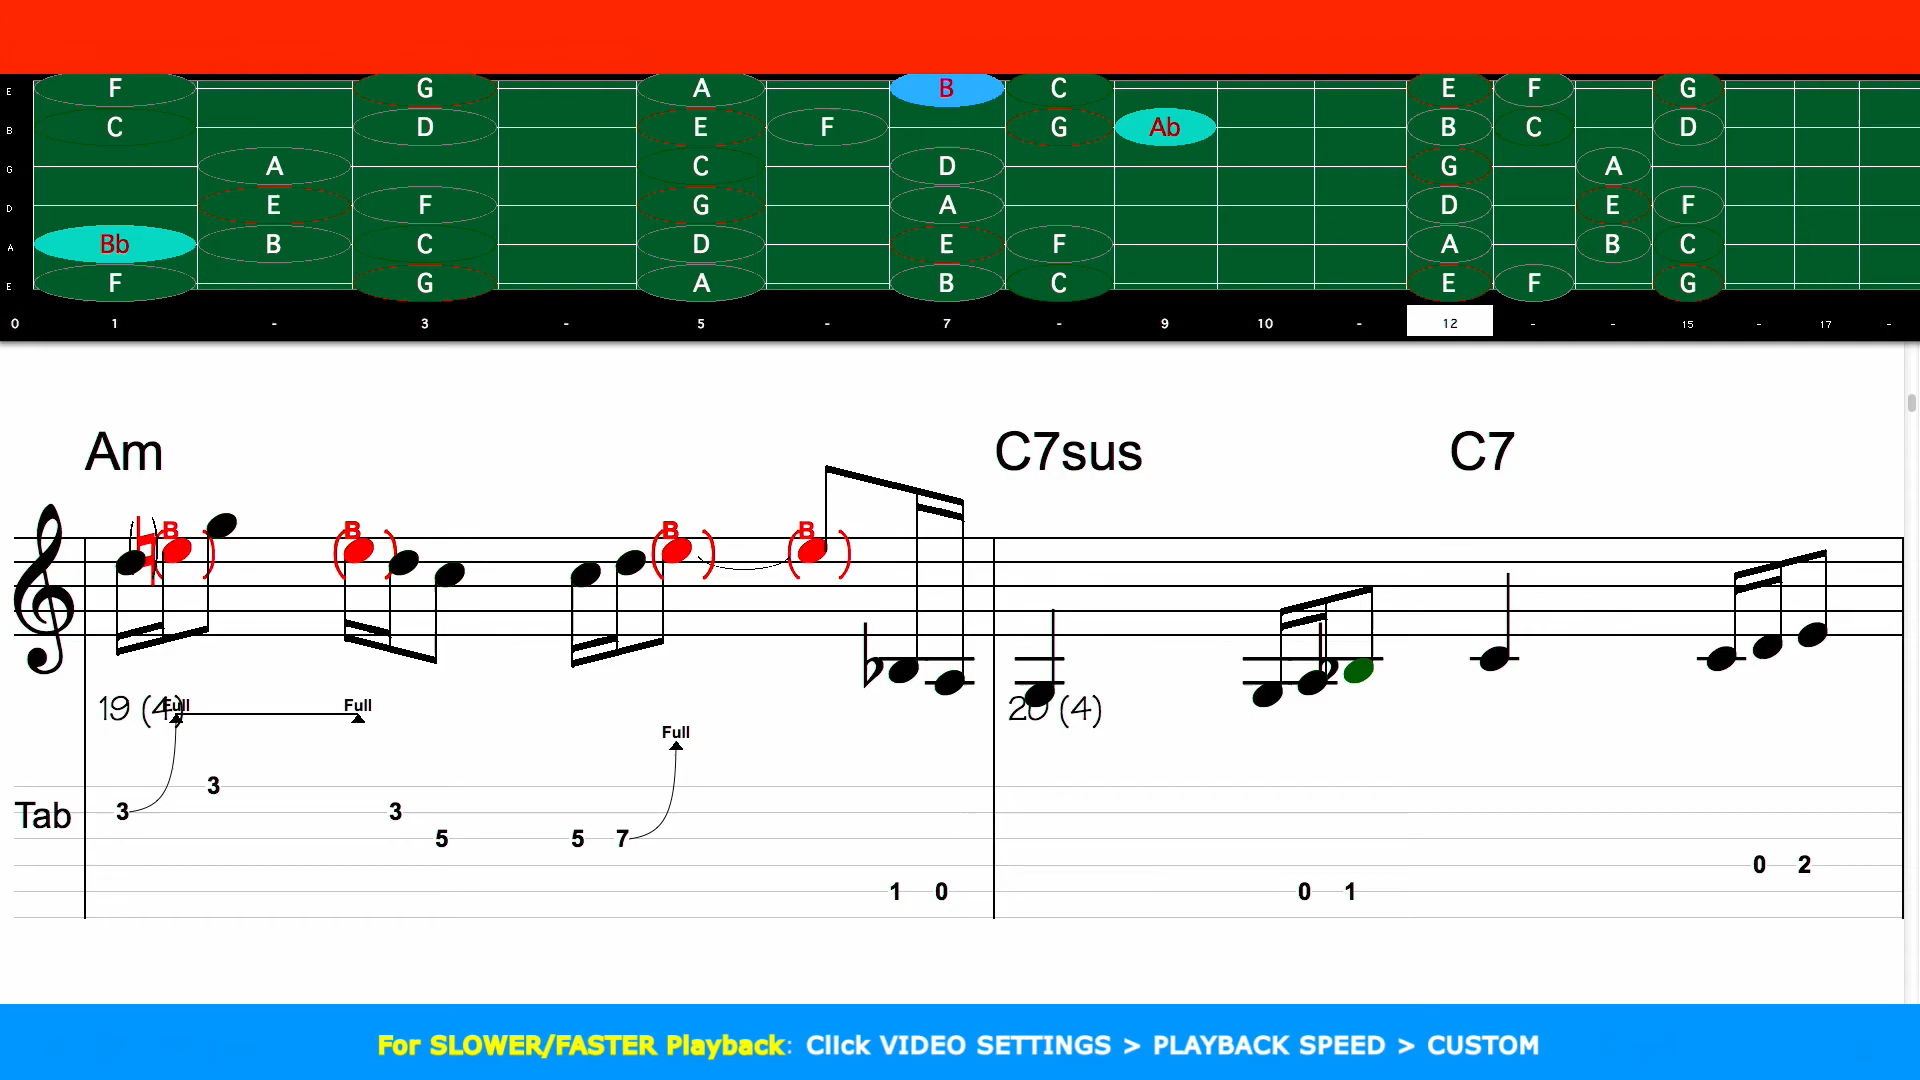 E F G A B C E F G
B C D E F G Ab B C D
G A C D G A
D E F G A D E F
A Bb B C D E F A B C
E F G A B C E F G
0 1 - 3 - 5 - 7 - 9 10 - 12 - - 15 - 17 -
Am C7sus C7
B B B B
19 (4) Full Full 20 (4)
Full
3
Tab 3 3
5 5 7
0 2
1 0 0 1
For SLOWER/FASTER Playback: Click VIDEO SETTINGS > PLAYBACK SPEED > CUSTOM